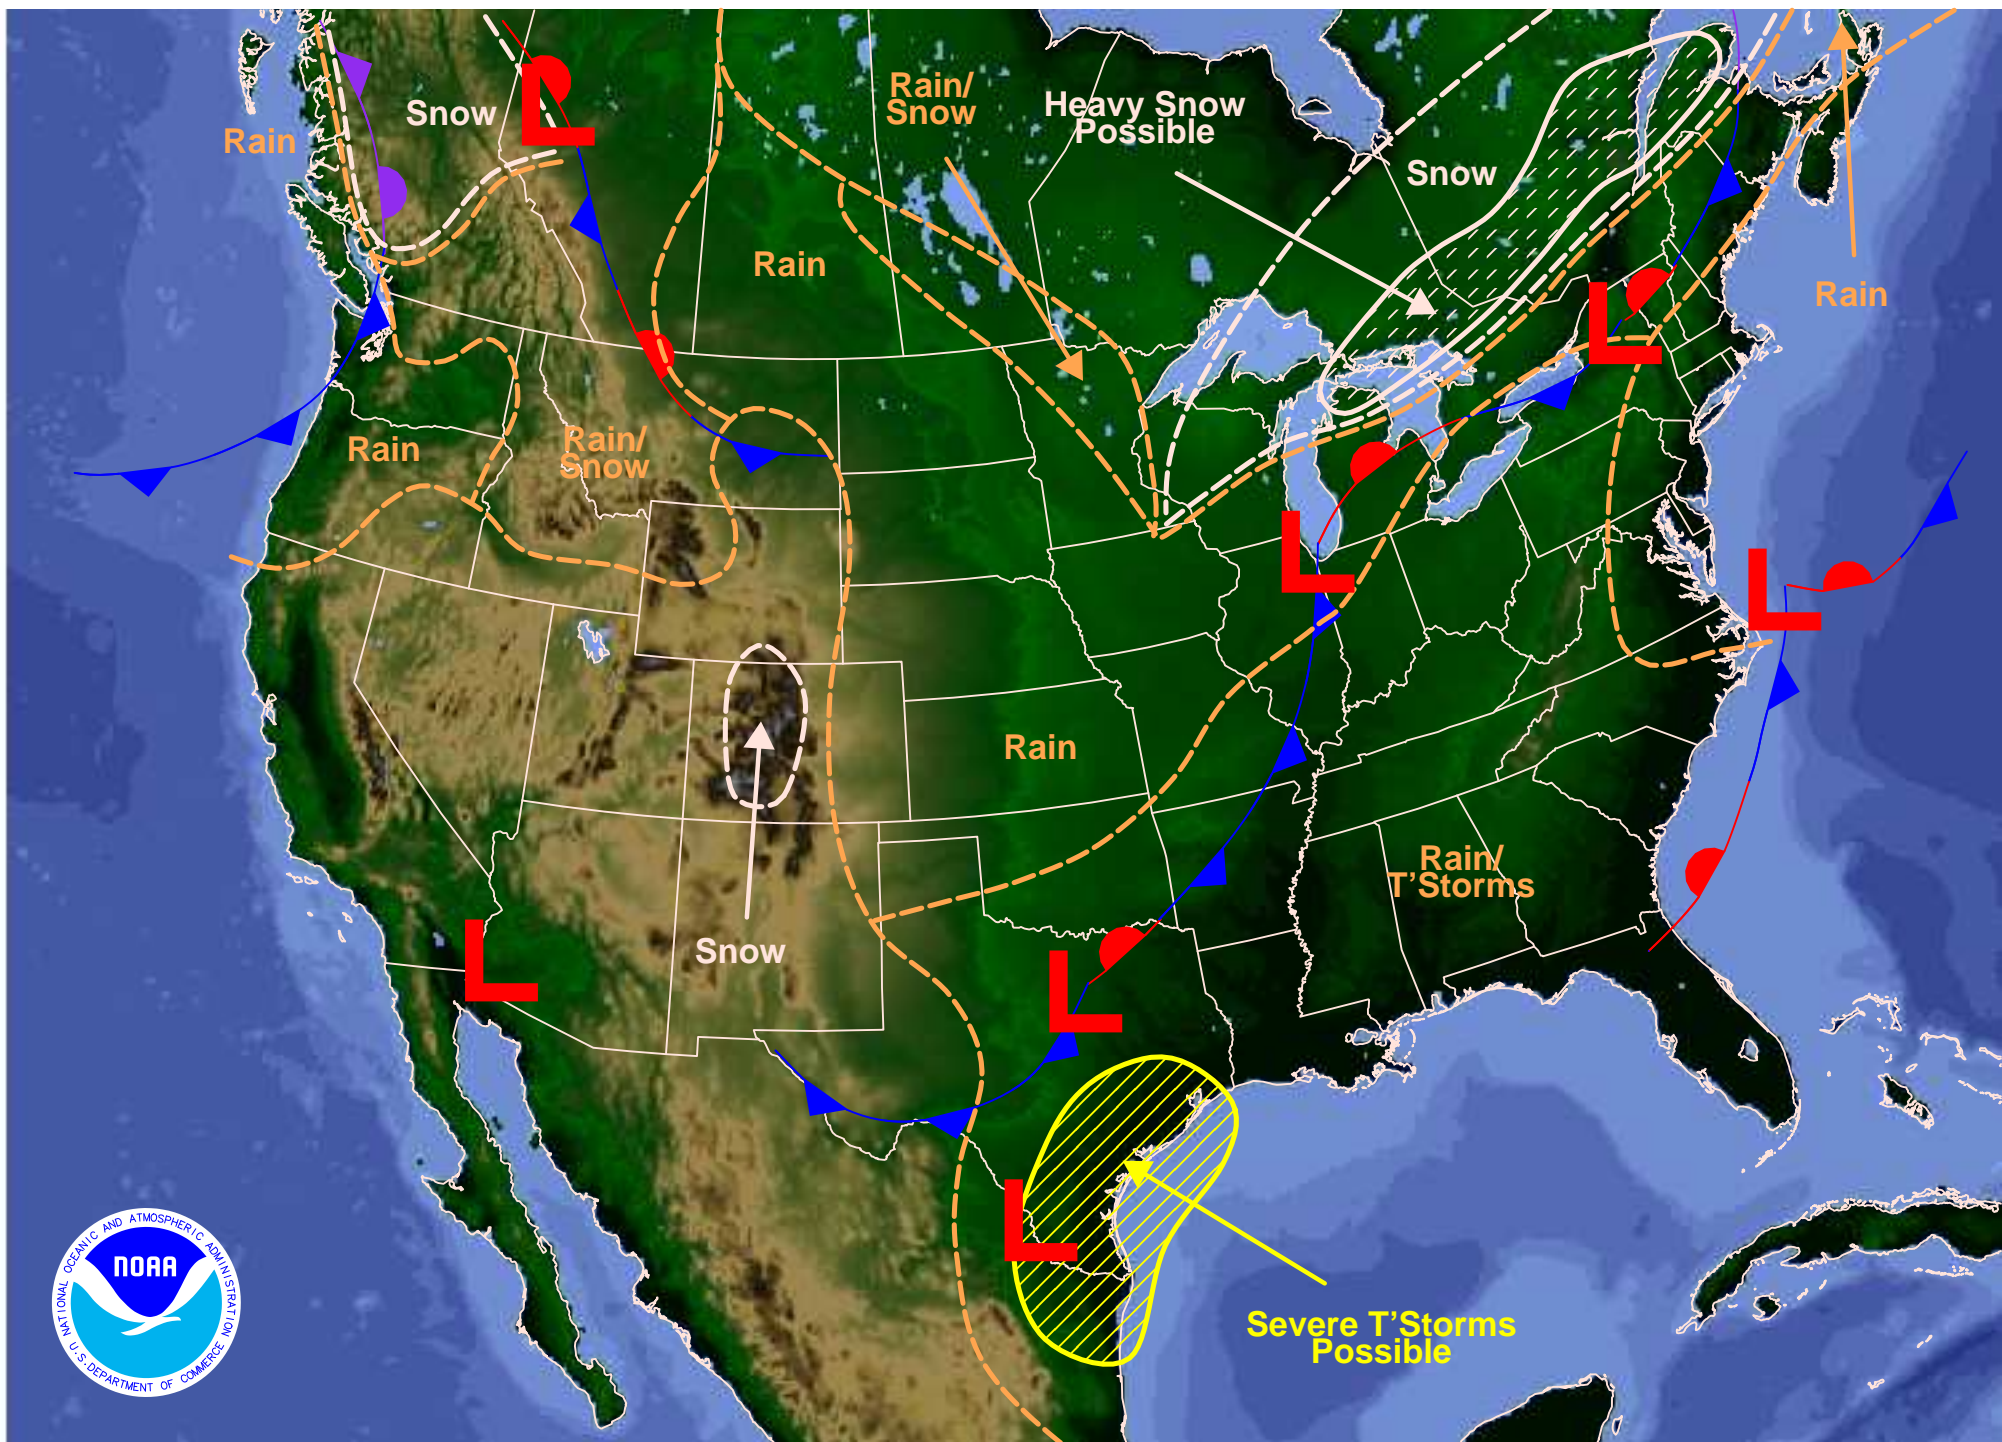 Rain
Snow
Rain/
Snow
Heavy Snow
Possible
Snow
Rain
Rain
Rain
Rain/
Snow
Rain
Rain/
T'Storms
Snow
Severe T'Storms
Possible
L
L
L
L
L
L
L
NATIONAL OCEANIC AND ATMOSPHERIC ADMINISTRATION
NOAA
U.S. DEPARTMENT OF COMMERCE